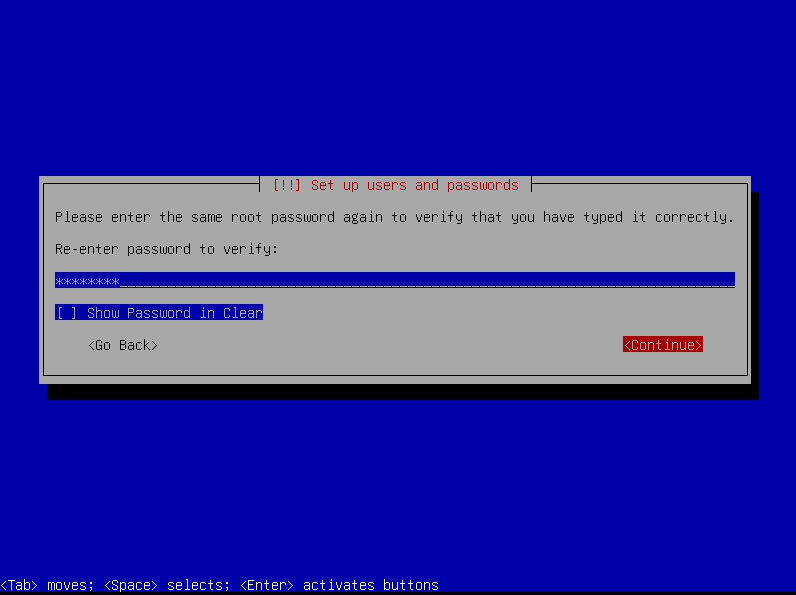 [!!] Set up users and passwords
Please enter the same root password again to verify that you have typed it correctly.
Re-enter password to verify:
********
[ ] Show Password in Clear
<Go Back> <Continue>
<Tab> moves; <Space> selects; <Enter> activates buttons